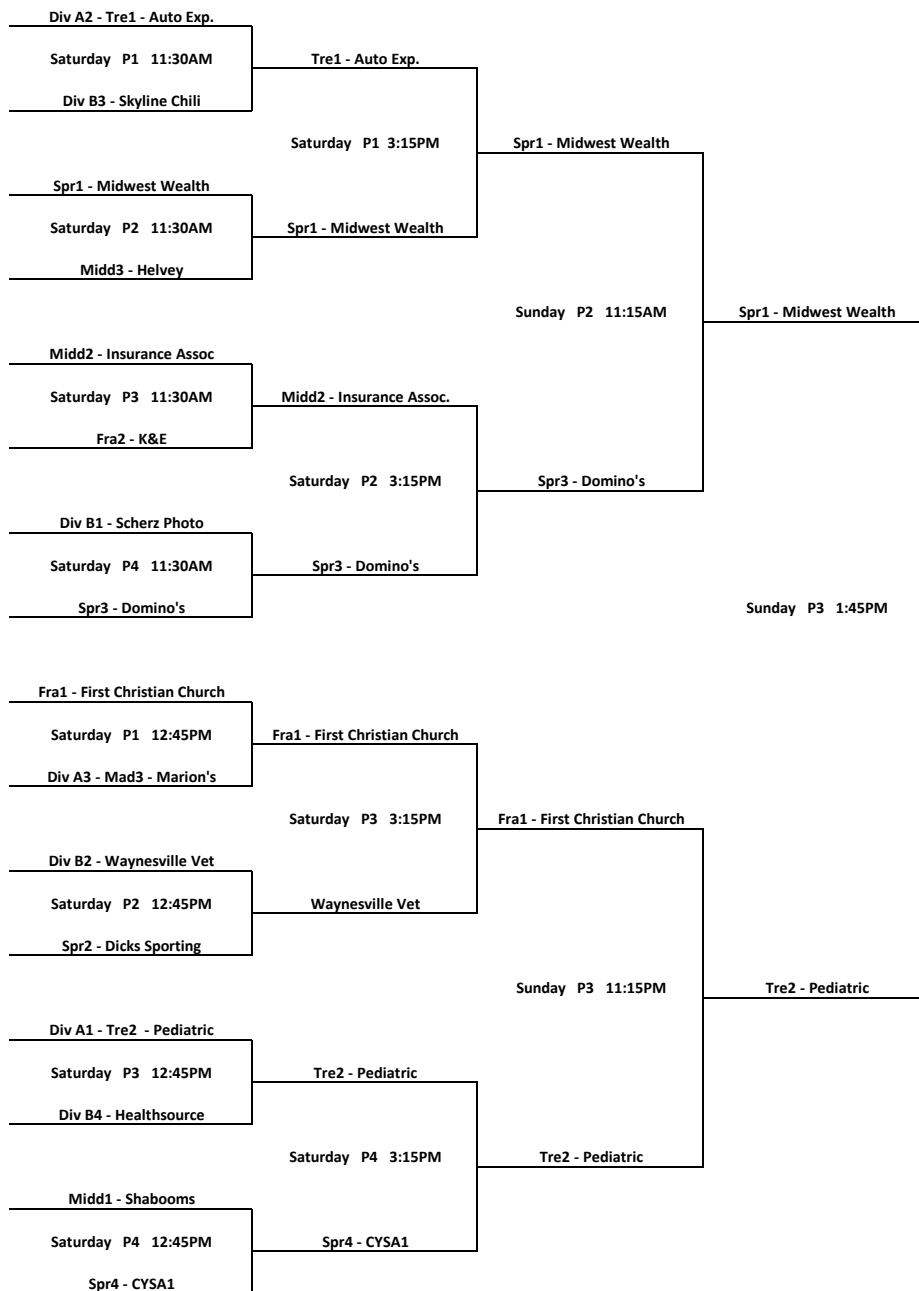 Div A2 - Tre1 - Auto Exp.
Saturday P1 11:30AM
Tre1 - Auto Exp.
Div B3 - Skyline Chili
Saturday P1 3:15PM
Spr1 - Midwest Wealth
Spr1 - Midwest Wealth
Saturday P2 11:30AM
Spr1 - Midwest Wealth
Midd3 - Helvey
Sunday P2 11:15AM
Spr1 - Midwest Wealth
Midd2 - Insurance Assoc
Saturday P3 11:30AM
Midd2 - Insurance Assoc.
Fra2 - K&E
Saturday P2 3:15PM
Spr3 - Domino's
Div B1 - Scherz Photo
Saturday P4 11:30AM
Spr3 - Domino's
Spr3 - Domino's
Sunday P3 1:45PM
Fra1 - First Christian Church
Saturday P1 12:45PM
Fra1 - First Christian Church
Div A3 - Mad3 - Marion's
Saturday P3 3:15PM
Fra1 - First Christian Church
Div B2 - Waynesville Vet
Saturday P2 12:45PM
Waynesville Vet
Spr2 - Dicks Sporting
Sunday P3 11:15PM
Tre2 - Pediatric
Div A1 - Tre2 - Pediatric
Saturday P3 12:45PM
Tre2 - Pediatric
Div B4 - Healthsource
Saturday P4 3:15PM
Tre2 - Pediatric
Midd1 - Shabooms
Saturday P4 12:45PM
Spr4 - CYSA1
Spr4 - CYSA1